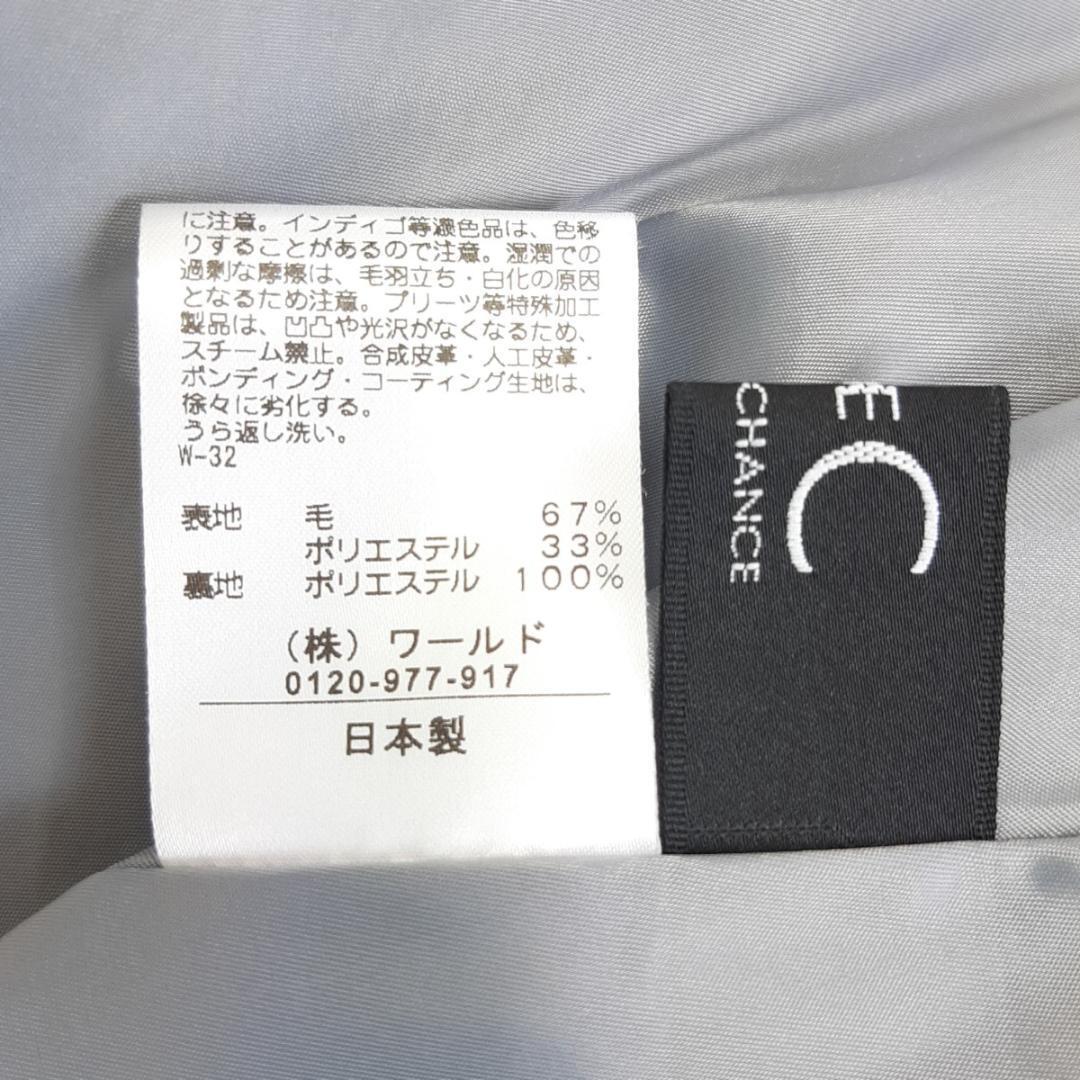 に注意。インディゴ等濃色品は、色移
りすることがあるので注意。湿潤での
過剰な摩擦は、毛羽立ち・白化の原因
となるため注意。プリーツ等特殊加工
製品は、凹凸や光沢がなくなるため、
スチーム禁止。合成皮革・人工皮革・
ボンディング・コーティング生地は、
徐々に劣化する。
うら返し洗い。
W-32
表地 毛 67%
ポリエステル 33%
裏地 ポリエステル 100%
(株)ワールド
0120-977-917
日本製
EC
CHANCE